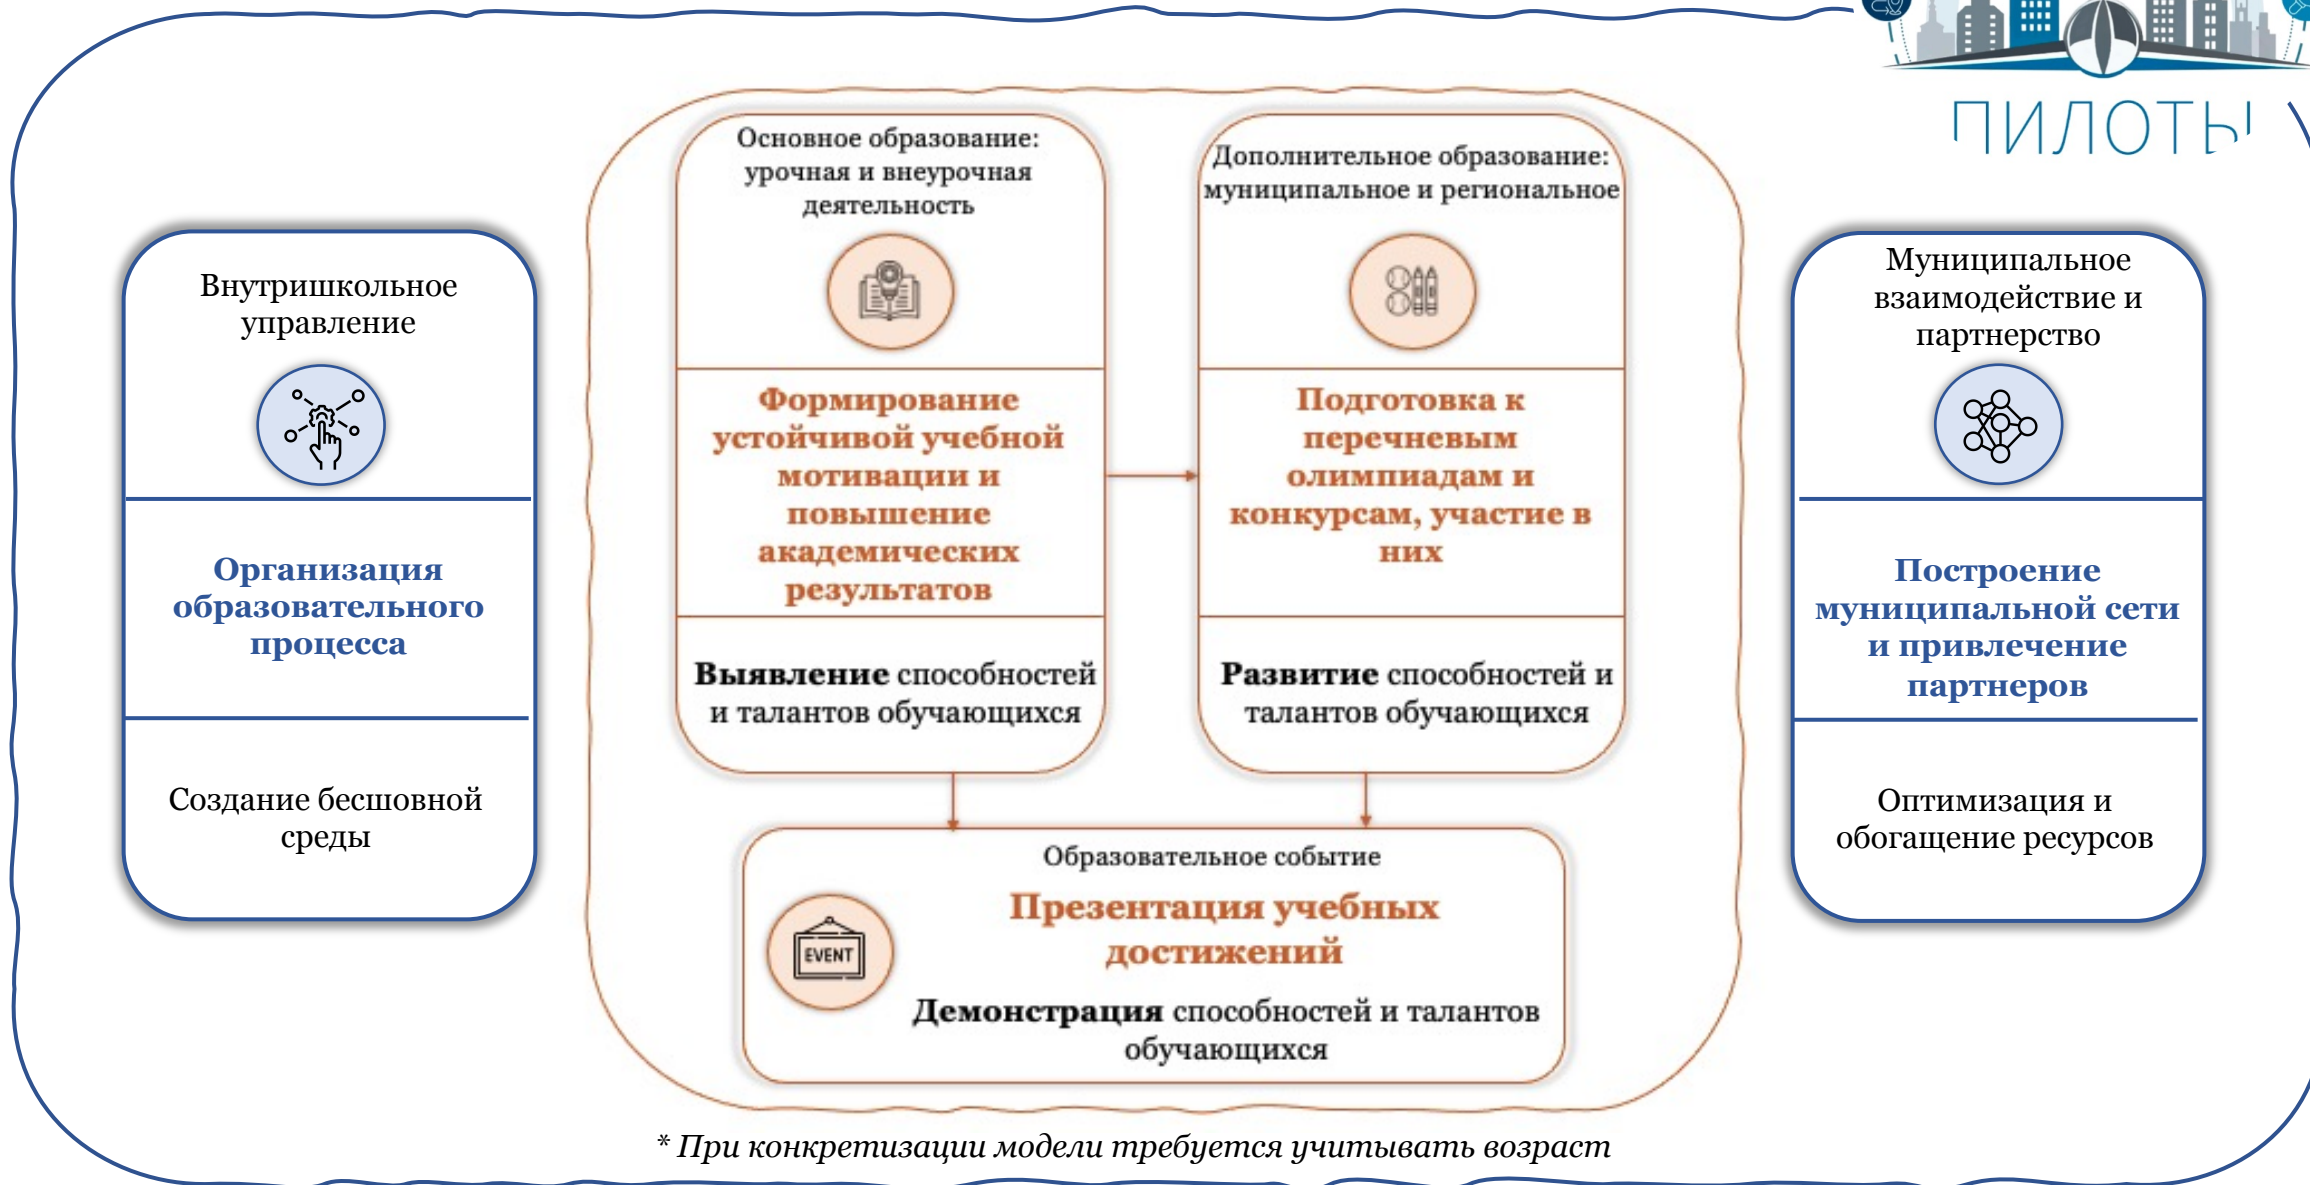 ПИЛОТЫ
Внутришкольное
управление
Организация
образовательного
процесса
Создание бесшовной
среды
Основное образование:
урочная и внеурочная
деятельность
Формирование
устойчивой учебной
мотивации и
повышение
академических
результатов
Выявление способностей
и талантов обучающихся
Дополнительное образование:
муниципальное и региональное
Подготовка к
перечневым
олимпиадам и
конкурсам, участие в
них
Развитие способностей и
талантов обучающихся
Образовательное событие
EVENT
Презентация учебных
достижений
Демонстрация способностей и талантов
обучающихся
Муниципальное
взаимодействие и
партнерство
Построение
муниципальной сети
и привлечение
партнеров
Оптимизация и
обогащение ресурсов
* При конкретизации модели требуется учитывать возраст